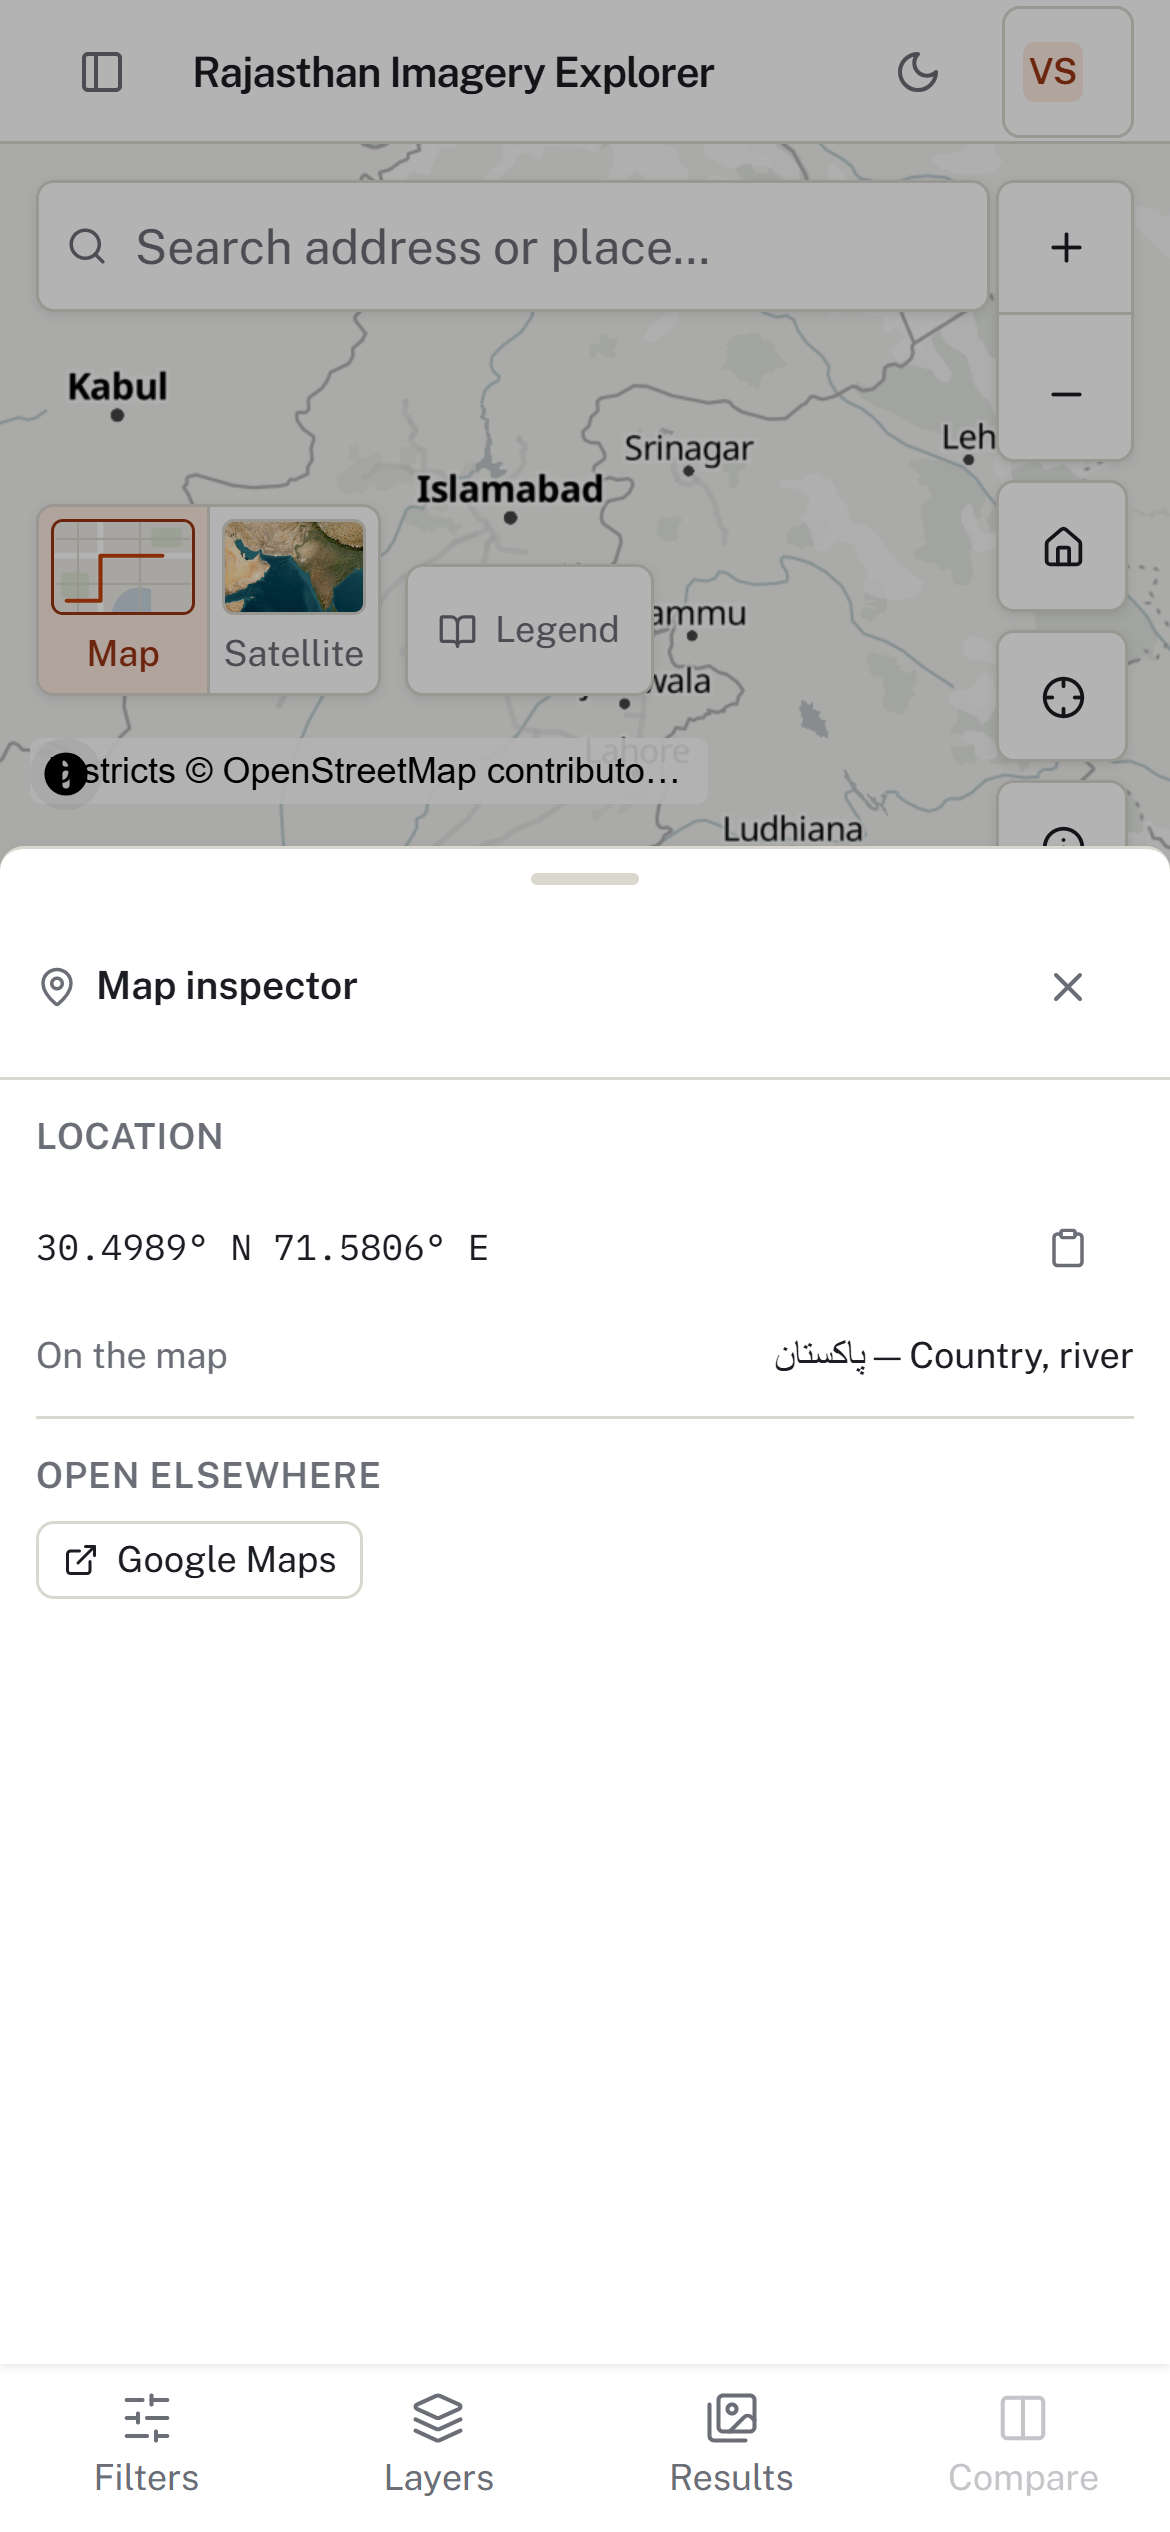 Rajasthan Imagery Explorer
VS
Search address or place...
Kabul
Srinagar
Leh
Islamabad
Map
Satellite
Legend
ammu
wala
Lahore
stricts © OpenStreetMap contributo...
Ludhiana
Map inspector
LOCATION
30.4989° N 71.5806° E
On the map
پاکستان — Country, river
OPEN ELSEWHERE
Google Maps
Filters
Layers
Results
Compare